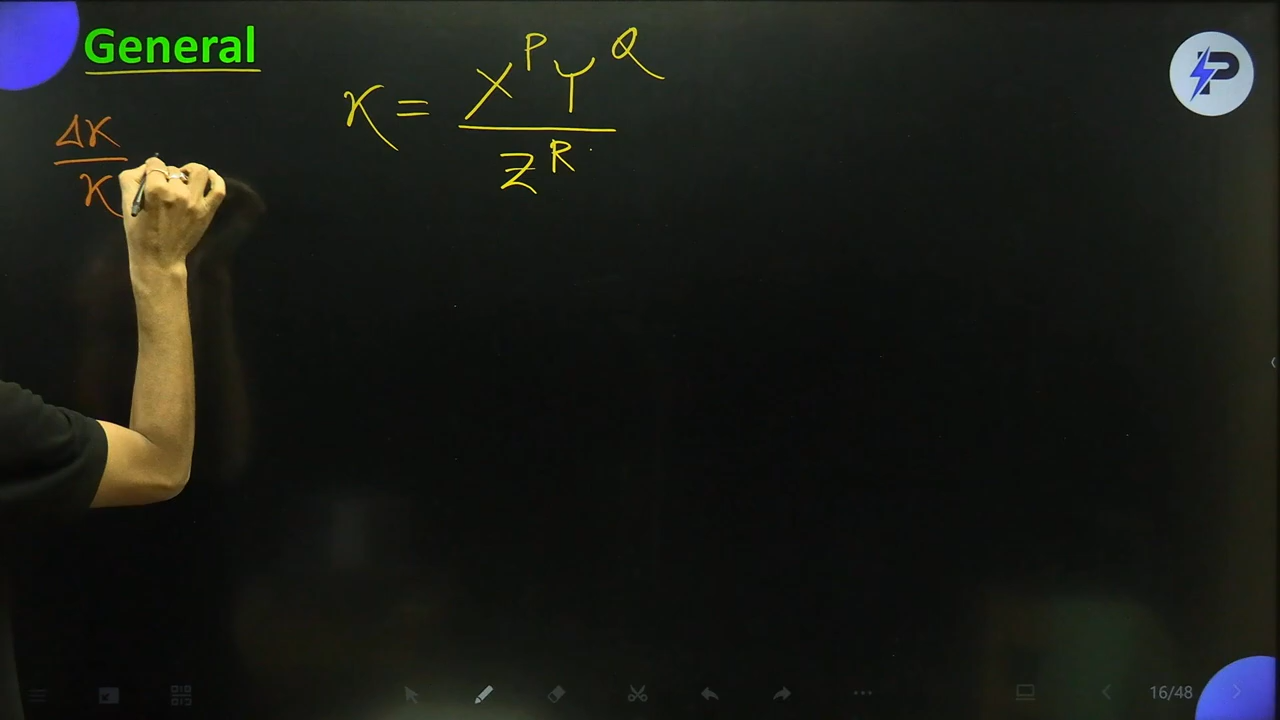 General
K = X^P Y^Q / Z^R
ΔK / K
16/48